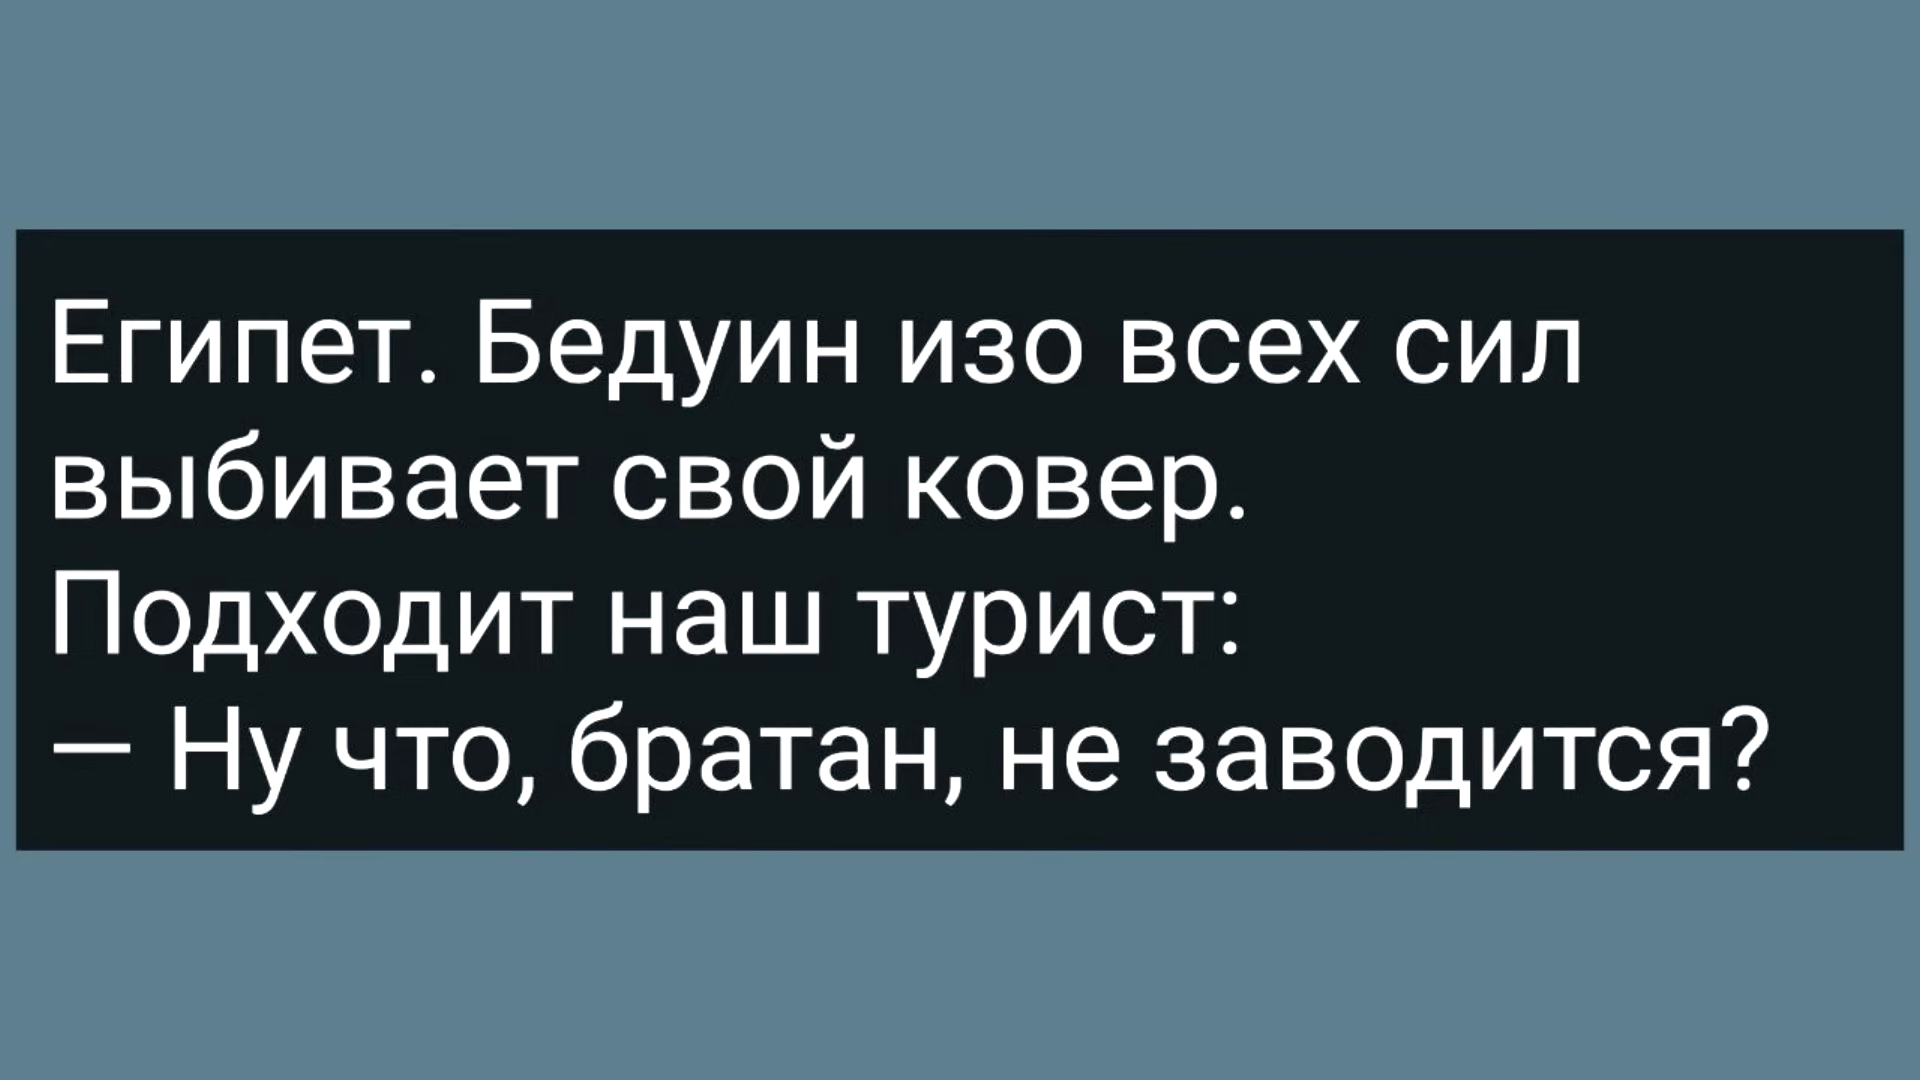 Египет. Бедуин изо всех сил
выбивает свой ковер.
Подходит наш турист:
— Ну что, братан, не заводится?